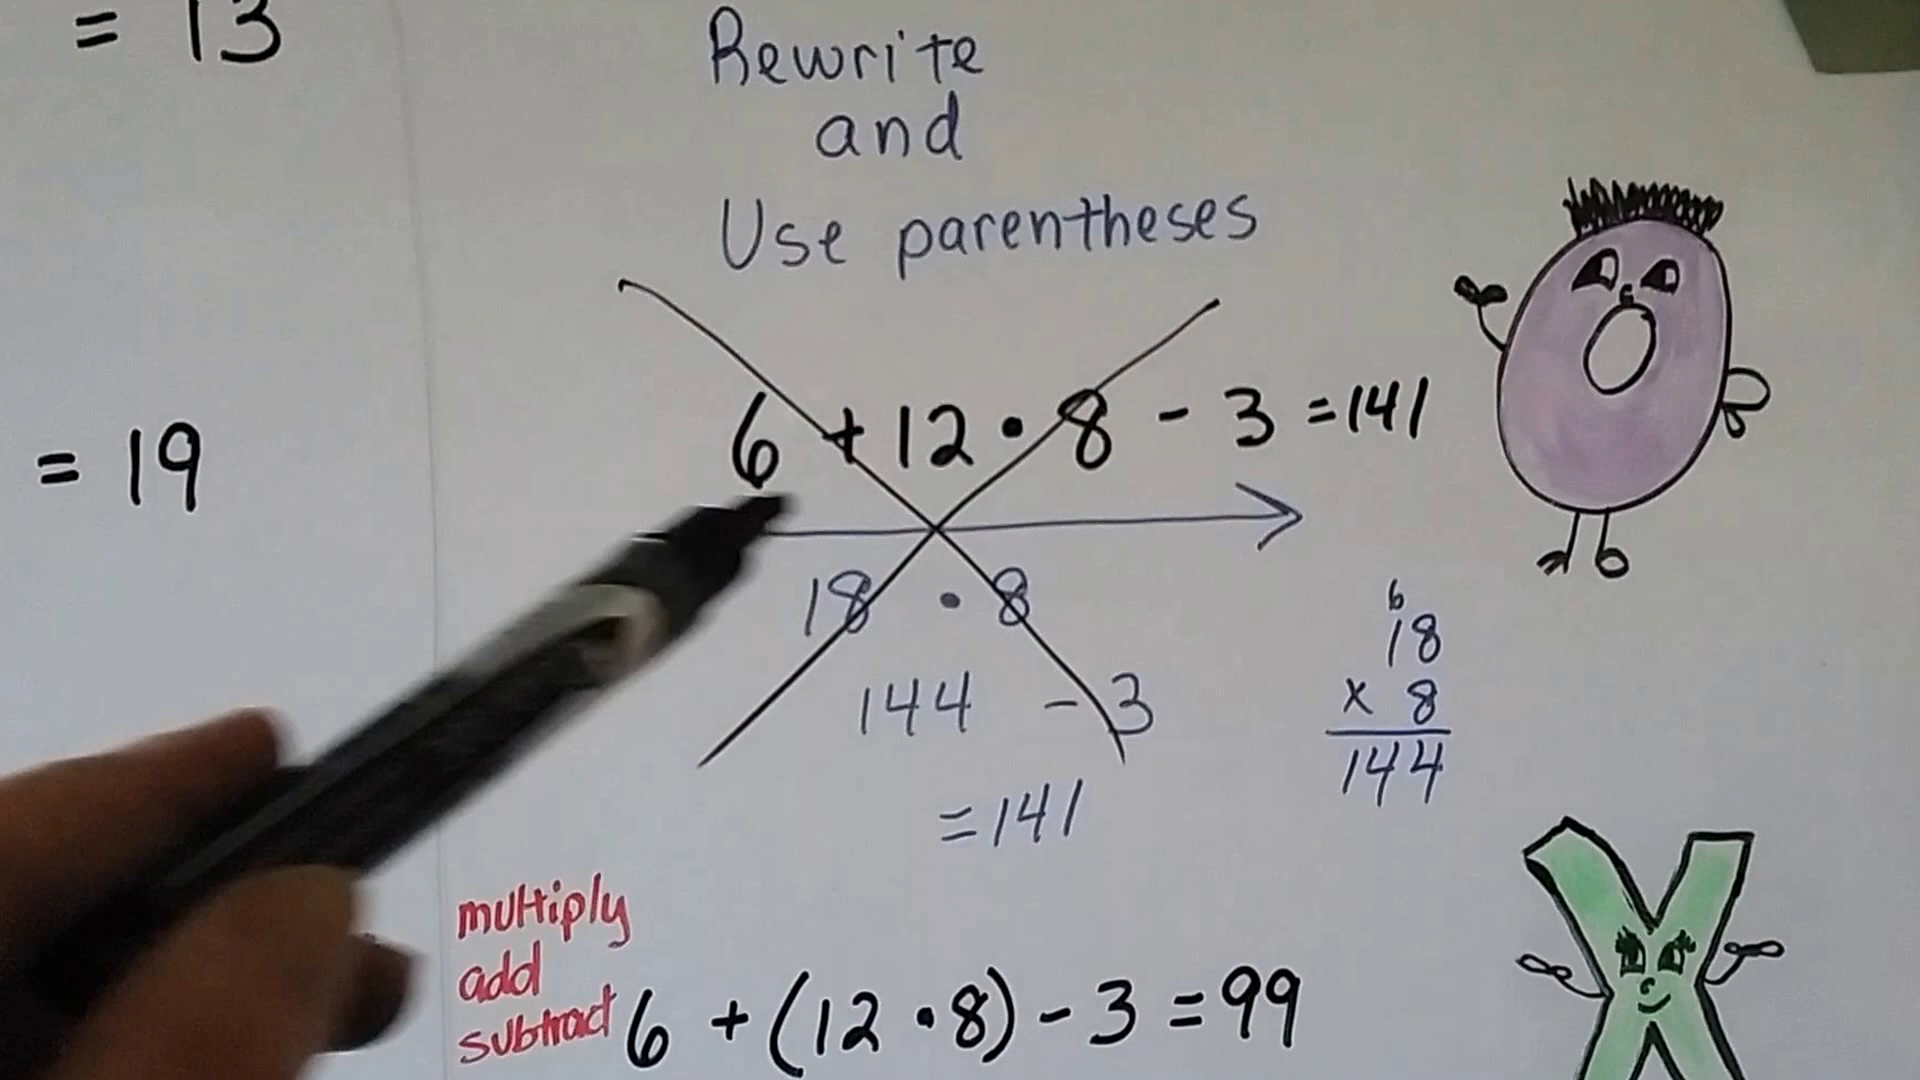 = 13
Rewrite
and
Use parentheses
6 + 12 • 8 - 3 = 141
= 19
18 • 8
144 - 3
= 141
6
18
x 8
144
multiply
add
subtract
6 + (12 • 8) - 3 = 99